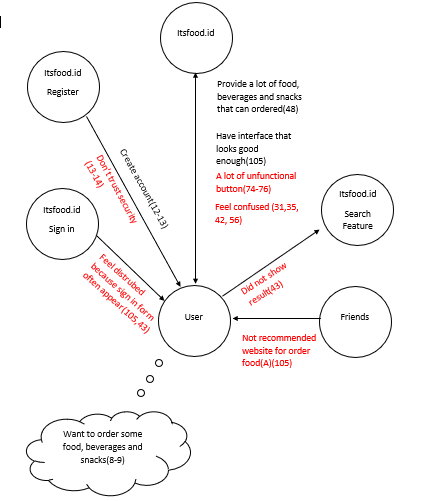 Itsfood.id
Itsfood.id
Register
Provide a lot of food,
beverages and snacks
that can ordered(48)
Have interface that
looks good
enough(105)
A lot of unfunctional
button(74-76)
Feel confused (31,35,
42, 56)
Create account(12-13)
Don't trust security
(13-14)
Itsfood.id
Sign in
Itsfood.id
Search
Feature
Feel distrubed
because sign in form
often appear(105,43)
Did not show
result(43)
User
Friends
Not recommended
website for order
food(A)(105)
Want to order some
food, beverages and
snacks(8-9)